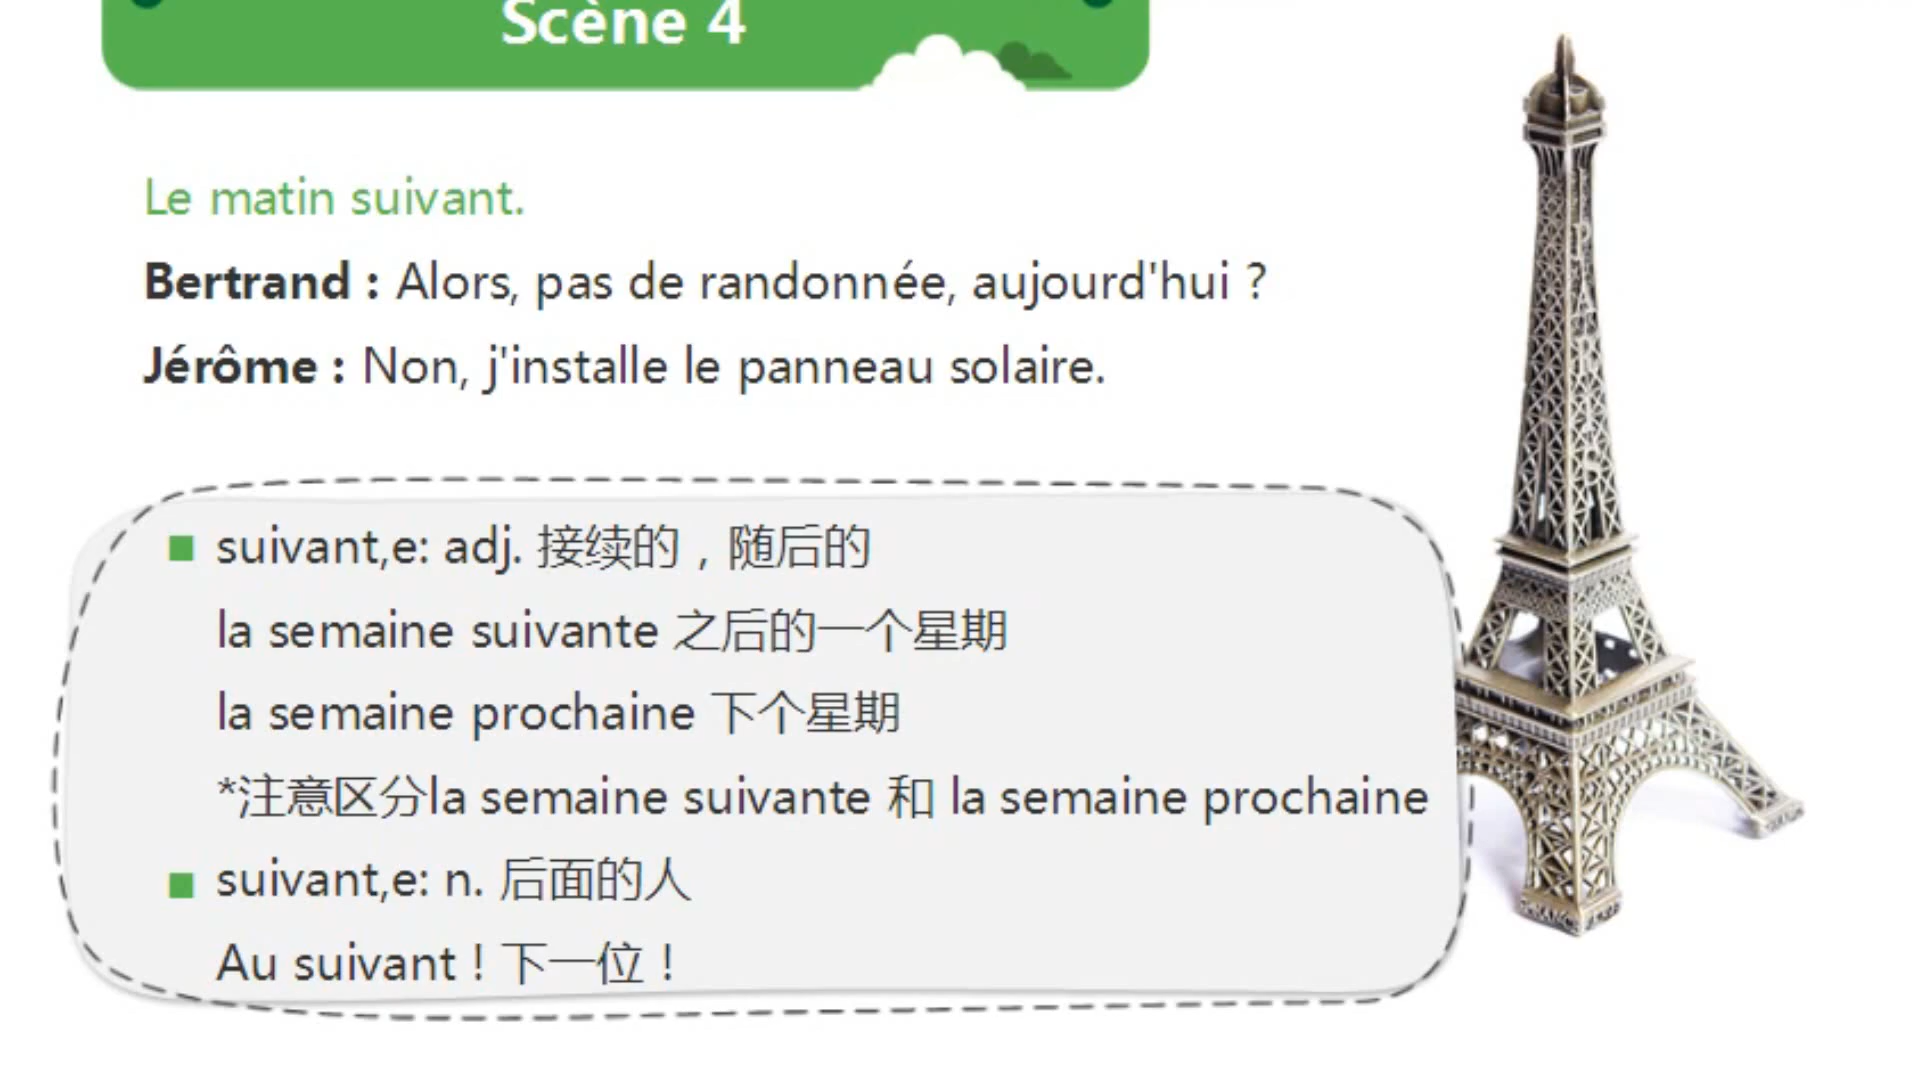 Scène 4
Le matin suivant.
Bertrand : Alors, pas de randonnée, aujourd'hui ?
Jérôme : Non, j'installe le panneau solaire.
suivant,e: adj. 接续的，随后的
la semaine suivante 之后的一个星期
la semaine prochaine 下个星期
*注意区分la semaine suivante 和 la semaine prochaine
suivant,e: n. 后面的人
Au suivant ! 下一位！